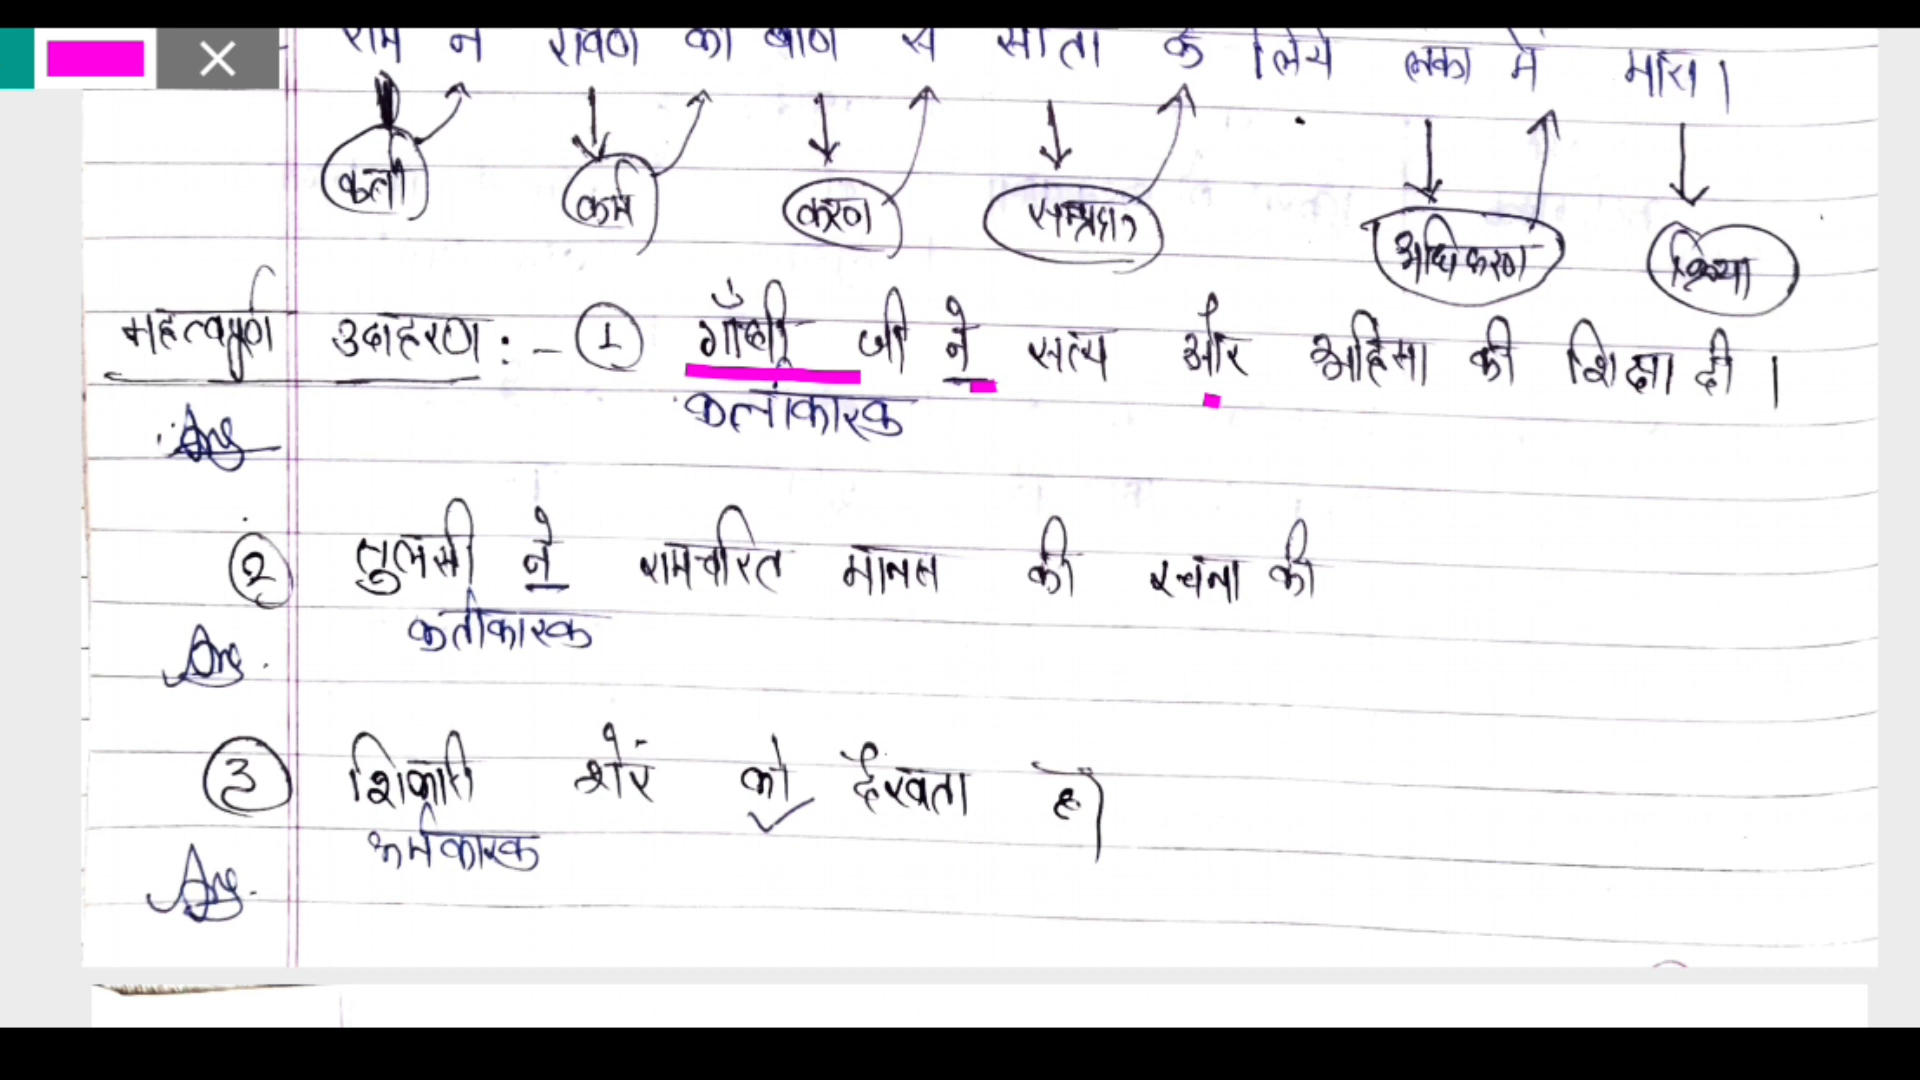 राम ने रावण को बाण से सीता के लिये लंका में मारा।
कर्ता कर्म करण सम्प्रदान अधिकरण क्रिया
महत्वपूर्ण उदाहरण :- ① गाँधी जी ने सत्य और अहिंसा की शिक्षा दी।
कर्ताकारक
Ans
② तुलसी ने रामचरित मानस की रचना की
कर्ताकारक
Ans.
③ शिकारी शेर को देखता है।
कर्मकारक
Ans.